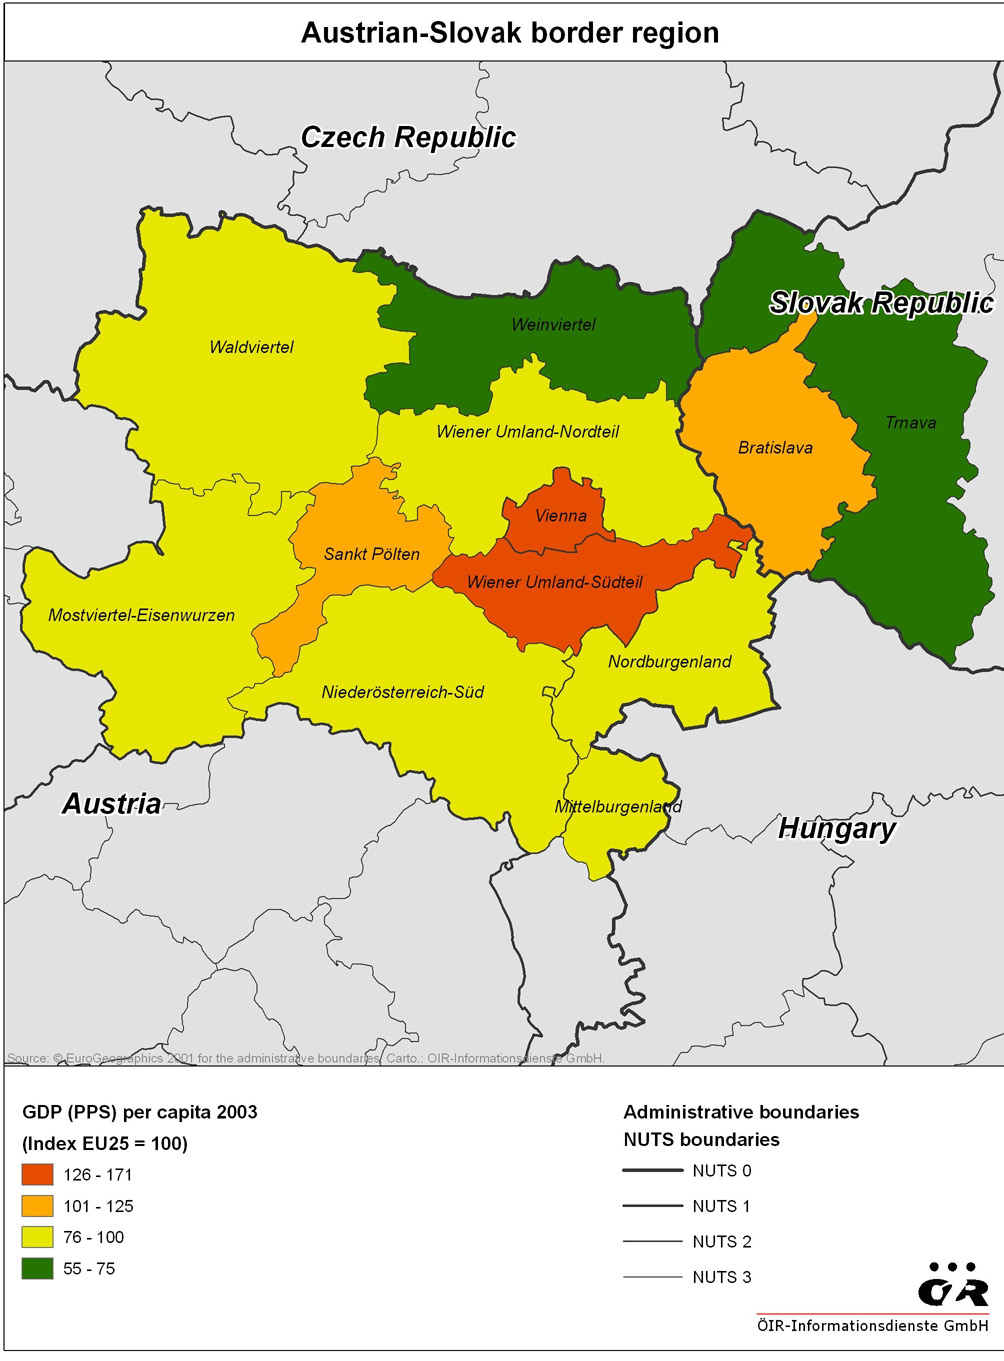 Austrian-Slovak border region
Czech Republic
Slovak Republic
Weinviertel
Waldviertel
Trnava
Wiener Umland-Nordteil
Bratislava
Vienna
Sankt Pölten
Wiener Umland-Südteil
Mostviertel-Eisenwurzen
Nordburgenland
Niederösterreich-Süd
Austria
Mittelburgenland
Hungary
Source: © EuroGeographics 2001 for the administrative boundaries, Carto.: ÖIR-Informationsdienste GmbH.
GDP (PPS) per capita 2003
(Index EU25 = 100)
126 - 171
101 - 125
76 - 100
55 - 75
Administrative boundaries
NUTS boundaries
NUTS 0
NUTS 1
NUTS 2
NUTS 3
ÖIR
ÖIR-Informationsdienste GmbH